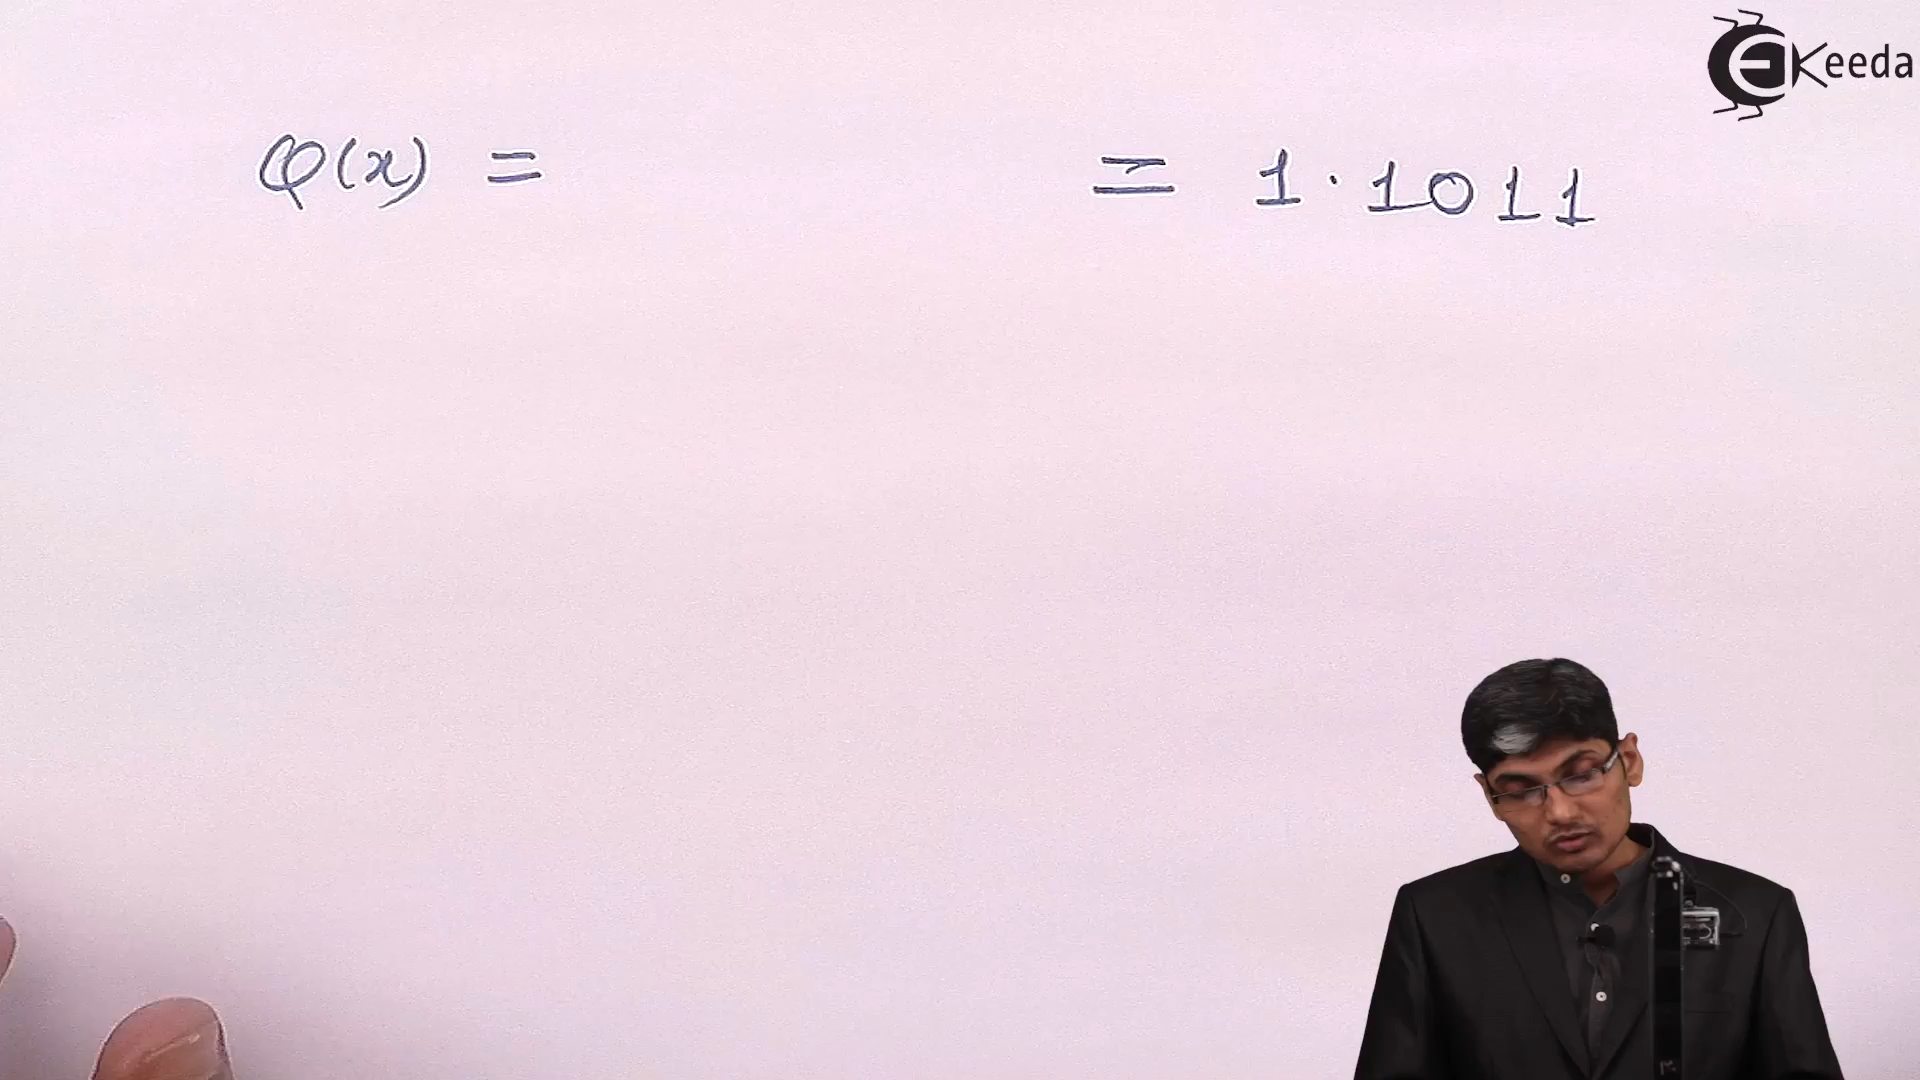 EKeeda
Q(x) = = 1.1011